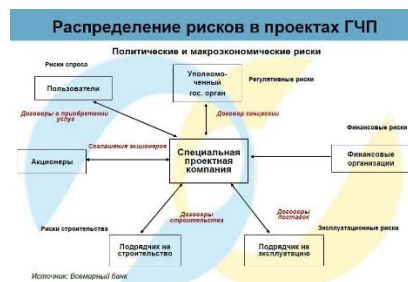 Распределение рисков в проектах ГЧП
Политические и макроэкономические риски
Риски спроса
Пользователи
Уполномо-
ченный
гос. орган
Регулятивные риски
Договоры о приобретении
услуг
Договор концессии
Соглашения акционеров
Финансовые риски
Акционеры
Специальная
проектная
компания
Финансовые
организации
Договоры
строительства
Договоры
поставок
Риски строительства
Эксплуатационные риски
Подрядчик на
строительство
Подрядчик на
эксплуатацию
Источник: Всемирный банк